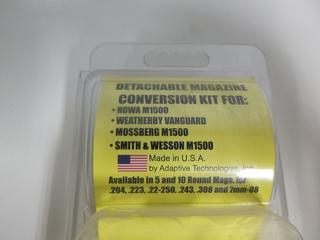 DETACHABLE MAGAZINE
CONVERSION KIT FOR:
• HOWA M1500
• WEATHERBY VANGUARD
• MOSSBERG M1500
• SMITH & WESSON M1500
Made in U.S.A.
by Adaptive Technologies, Inc.
Available in 5 and 10 Round Mags. for
.204, .223, .22-250, .243, .308 and 7mm-08